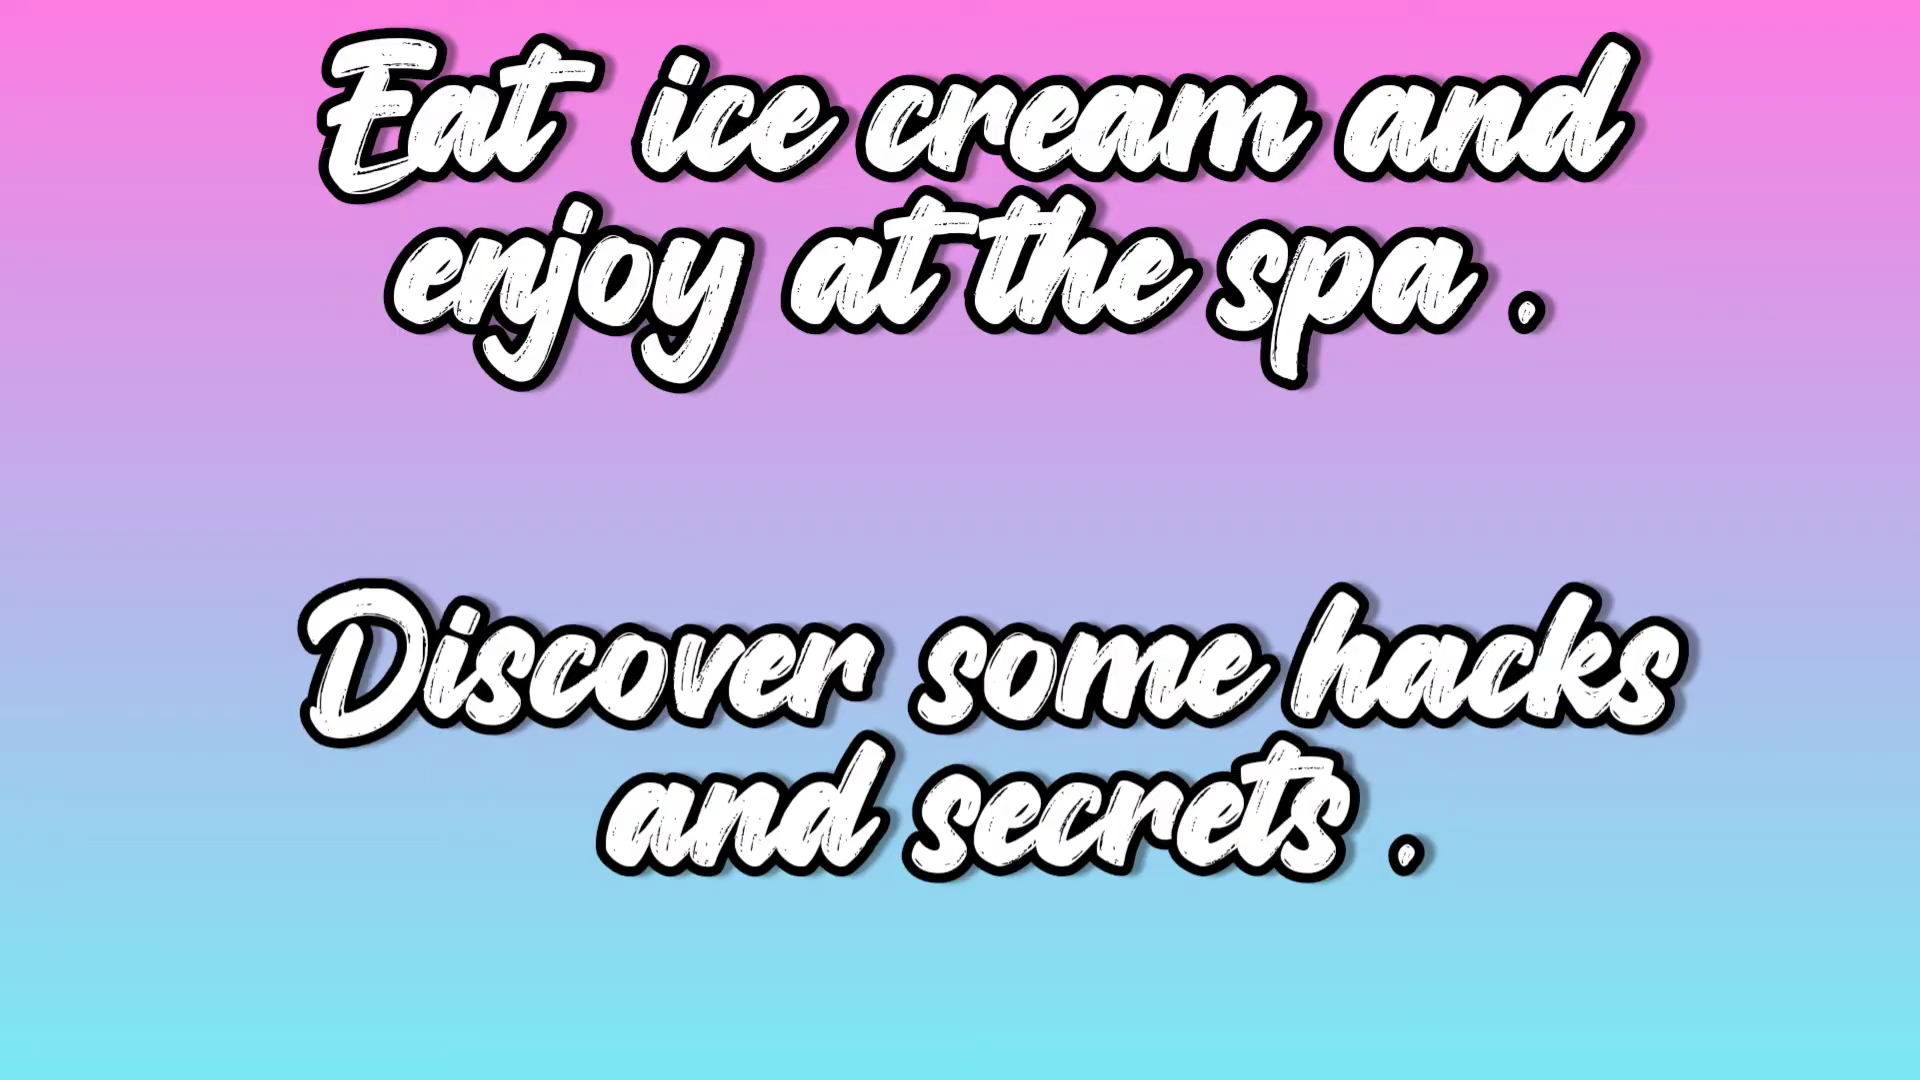 Eat ice cream and
enjoy at the spa .
Discover some hacks
and secrets .